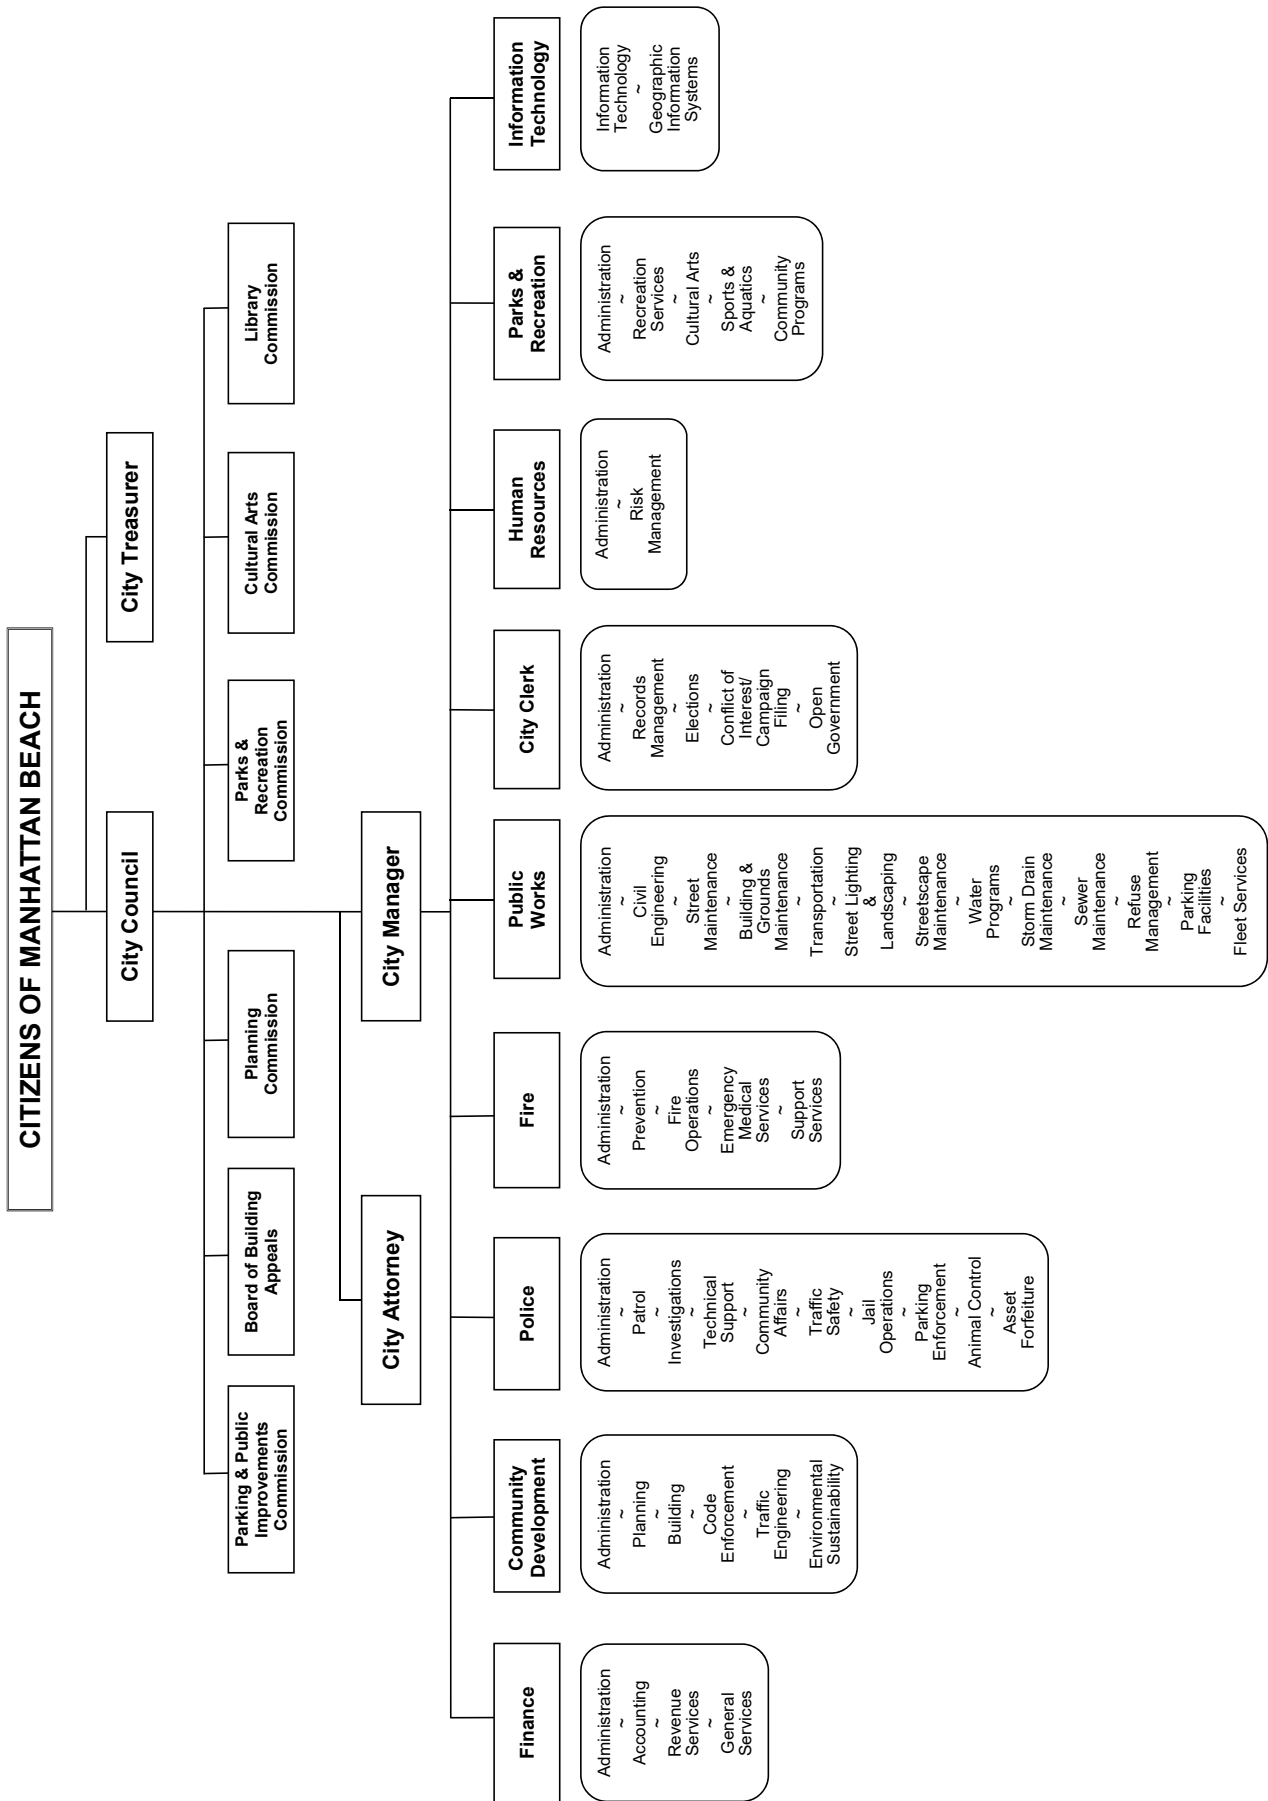 CITIZENS OF MANHATTAN BEACH
City Council
City Treasurer
Parking & Public
Improvements
Commission
Board of Building
Appeals
Planning
Commission
Parks &
Recreation
Commission
Cultural Arts
Commission
Library
Commission
City Attorney
City Manager
Finance
Community
Development
Police
Fire
Public
Works
City Clerk
Human
Resources
Parks &
Recreation
Information
Technology
Administration
~
Accounting
~
Revenue
Services
~
General
Services
Administration
~
Planning
~
Building
~
Code
Enforcement
~
Traffic
Engineering
~
Environmental
Sustainability
Administration
~
Patrol
~
Investigations
~
Technical
Support
~
Community
Affairs
~
Traffic
Safety
~
Jail
Operations
~
Parking
Enforcement
~
Animal Control
~
Asset
Forfeiture
Administration
~
Prevention
~
Fire
Operations
~
Emergency
Medical
Services
~
Support
Services
Administration
~
Civil
Engineering
~
Street
Maintenance
~
Building &
Grounds
Maintenance
~
Transportation
~
Street Lighting
&
Landscaping
~
Streetscape
Maintenance
~
Water
Programs
~
Storm Drain
Maintenance
~
Sewer
Maintenance
~
Refuse
Management
~
Parking
Facilities
~
Fleet Services
Administration
~
Records
Management
~
Elections
~
Conflict of
Interest/
Campaign
Filing
~
Open
Government
Administration
~
Risk
Management
Administration
~
Recreation
Services
~
Cultural Arts
~
Sports &
Aquatics
~
Community
Programs
Information
Technology
~
Geographic
Information
Systems